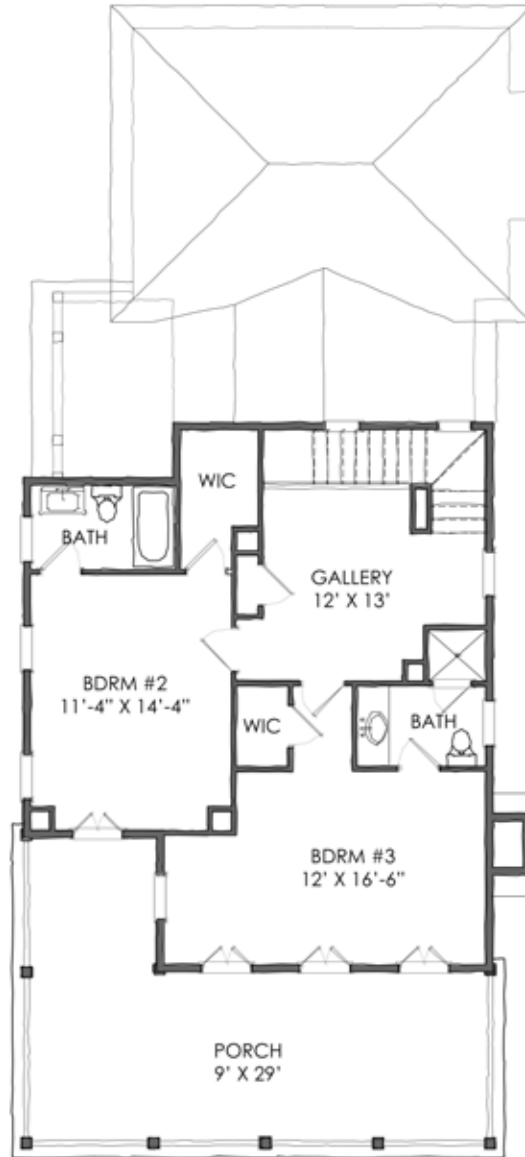 WIC
BATH
GALLERY
12’ X 13’
BDRM #2
11’-4” X 14’-4”
WIC
BATH
BDRM #3
12’ X 16’-6”
PORCH
9’ X 29’